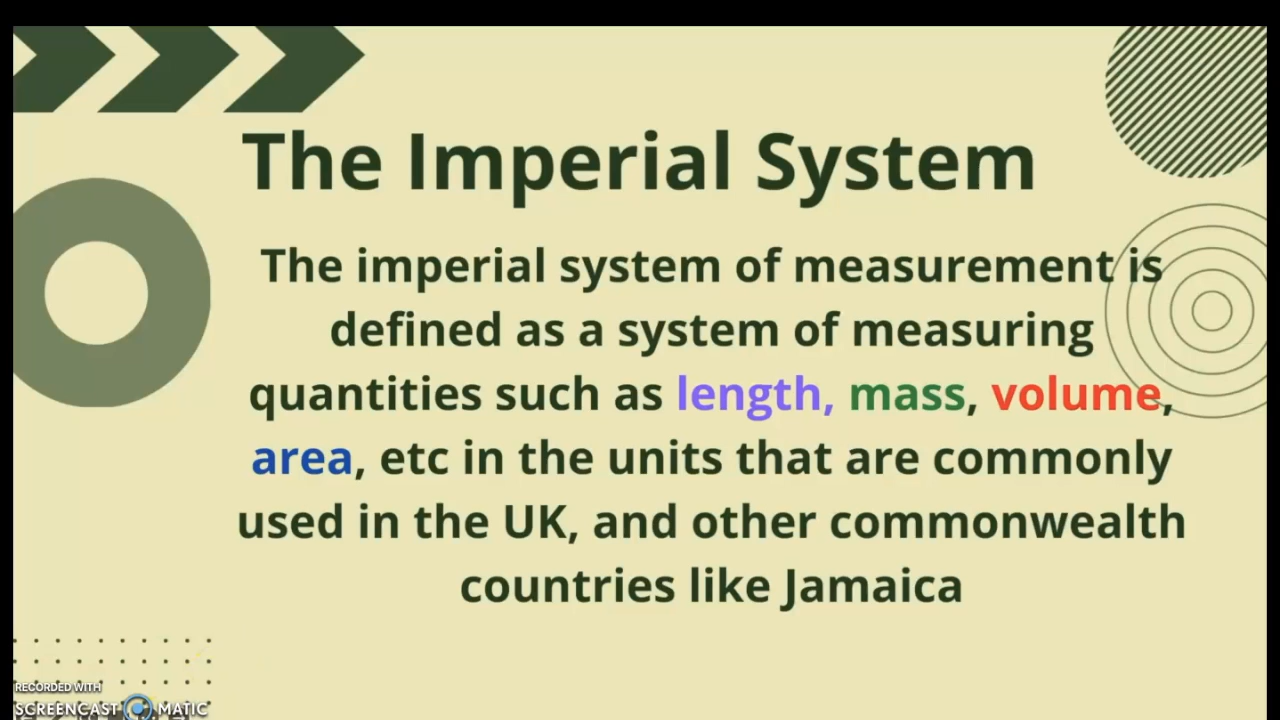 The Imperial System
The imperial system of measurement is
defined as a system of measuring
quantities such as length, mass, volume,
area, etc in the units that are commonly
used in the UK, and other commonwealth
countries like Jamaica
RECORDED WITH
SCREENCAST MATIC